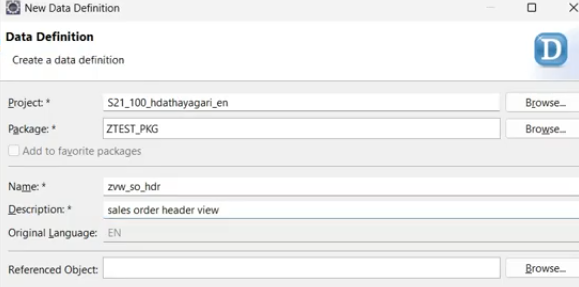 New Data Definition
Data Definition
Create a data definition
D
Project: * S21_100_hdathayagari_en Browse...
Package: * ZTEST_PKG Browse...
Add to favorite packages
Name: * zvw_so_hdr
Description: * sales order header view
Original Language: EN
Referenced Object: Browse...